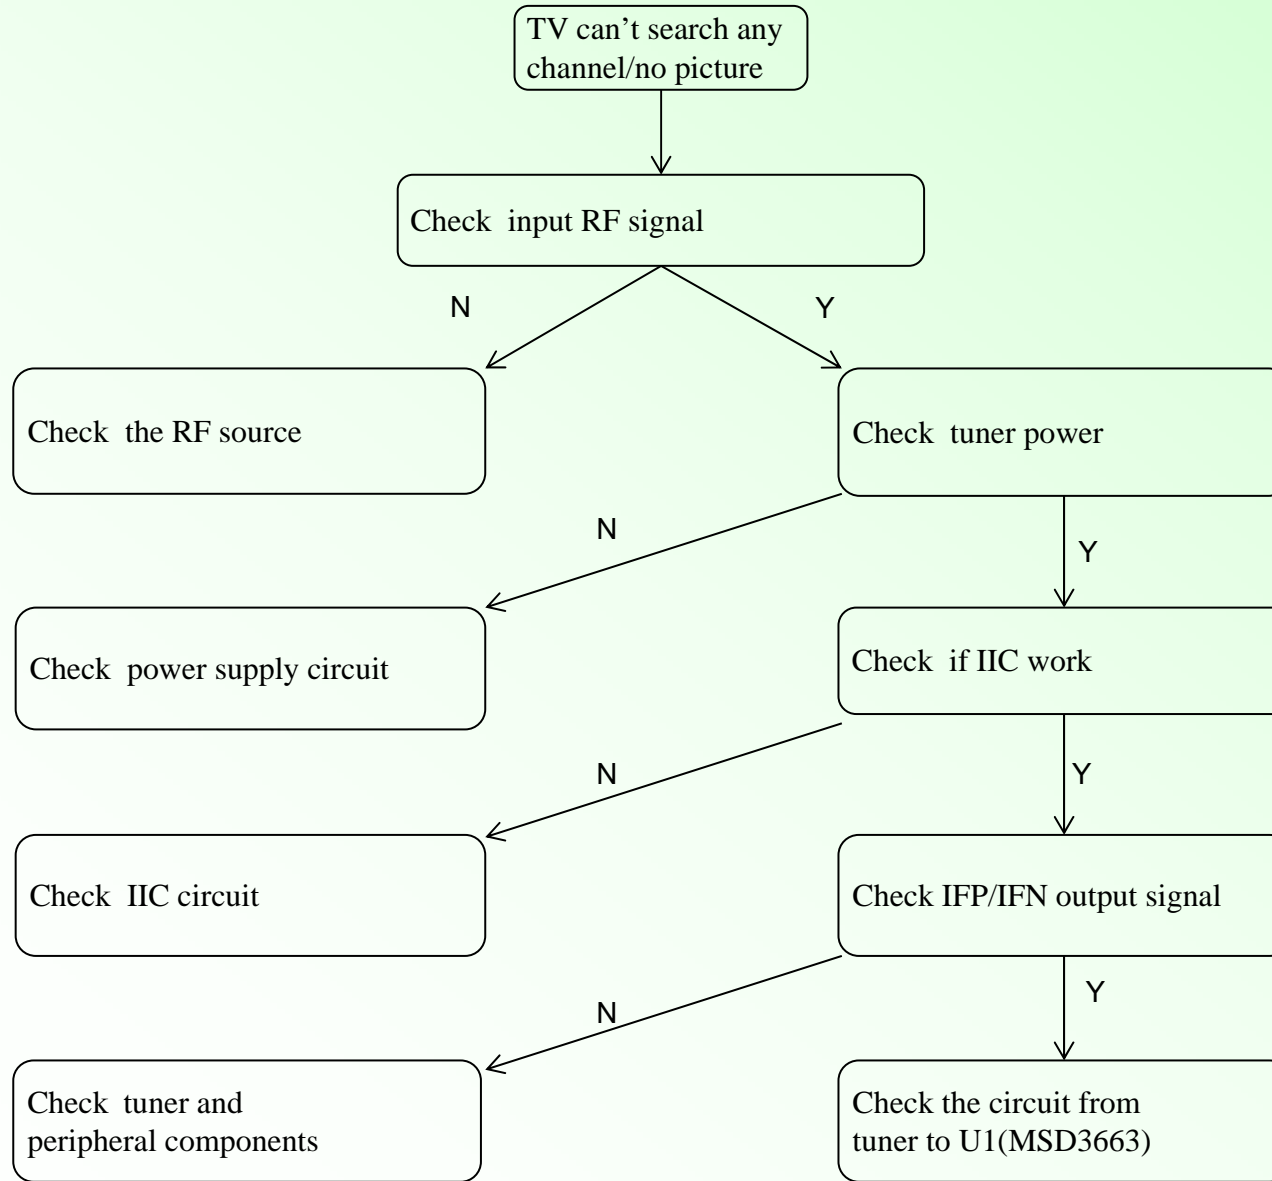 TV can’t search any
channel/no picture
Check input RF signal
N
Y
Check the RF source
Check tuner power
N
Y
Check power supply circuit
Check if IIC work
N
Y
Check IIC circuit
Check IFP/IFN output signal
N
Y
Check tuner and
peripheral components
Check the circuit from
tuner to U1(MSD3663)